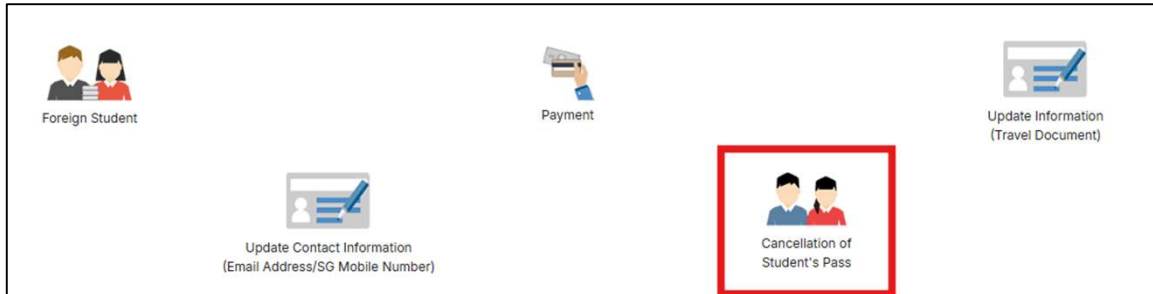 Foreign Student
Payment
Update Information
(Travel Document)
Update Contact Information
(Email Address/SG Mobile Number)
Cancellation of
Student's Pass